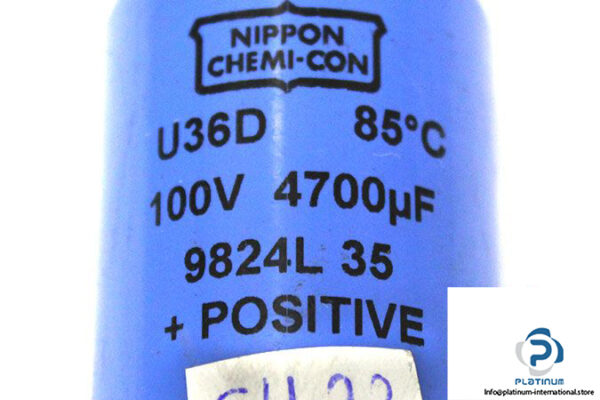 NIPPON
CHEMI-CON
U36D 85°C
100V 4700µF
9824L 35
+ POSITIVE
PLATINUM
Info@platinum-international.store